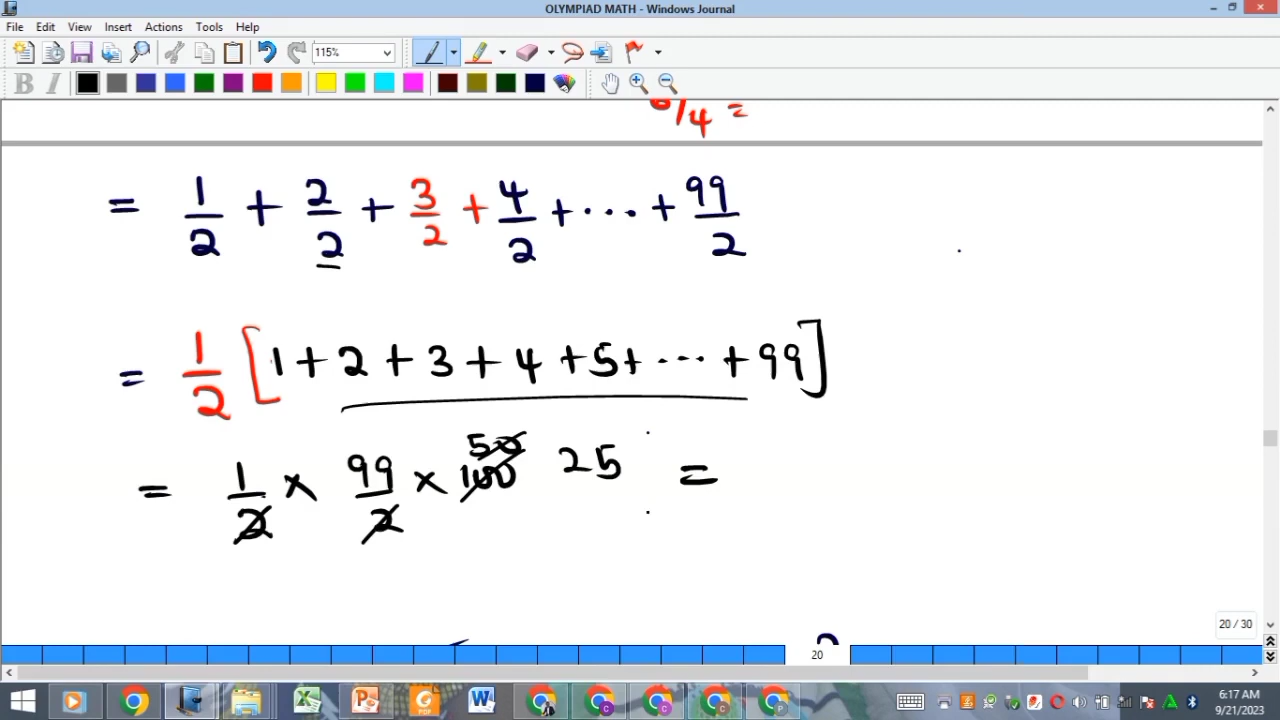 OLYMPIAD MATH - Windows Journal
File Edit View Insert Actions Tools Help
115%
B I
6/4 =
= 1/2 + 2/2 + 3/2 + 4/2 + ... + 99/2
= 1/2 [1 + 2 + 3 + 4 + 5 + ... + 99]
= 1/2 × 99/2 × 100 50 25 =
20 / 30
20
6:17 AM
9/21/2023